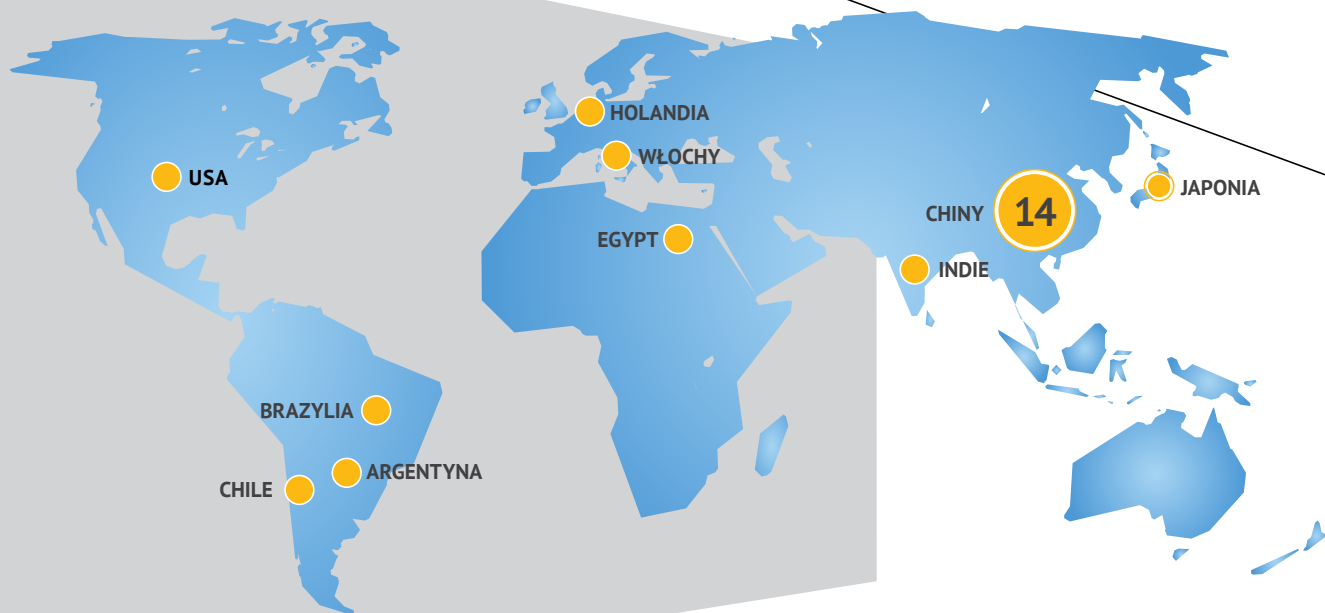 HOLANDIA
WŁOCHY
USA
JAPONIA
CHINY
14
EGYPT
INDIE
BRAZYLIA
ARGENTYNA
CHILE